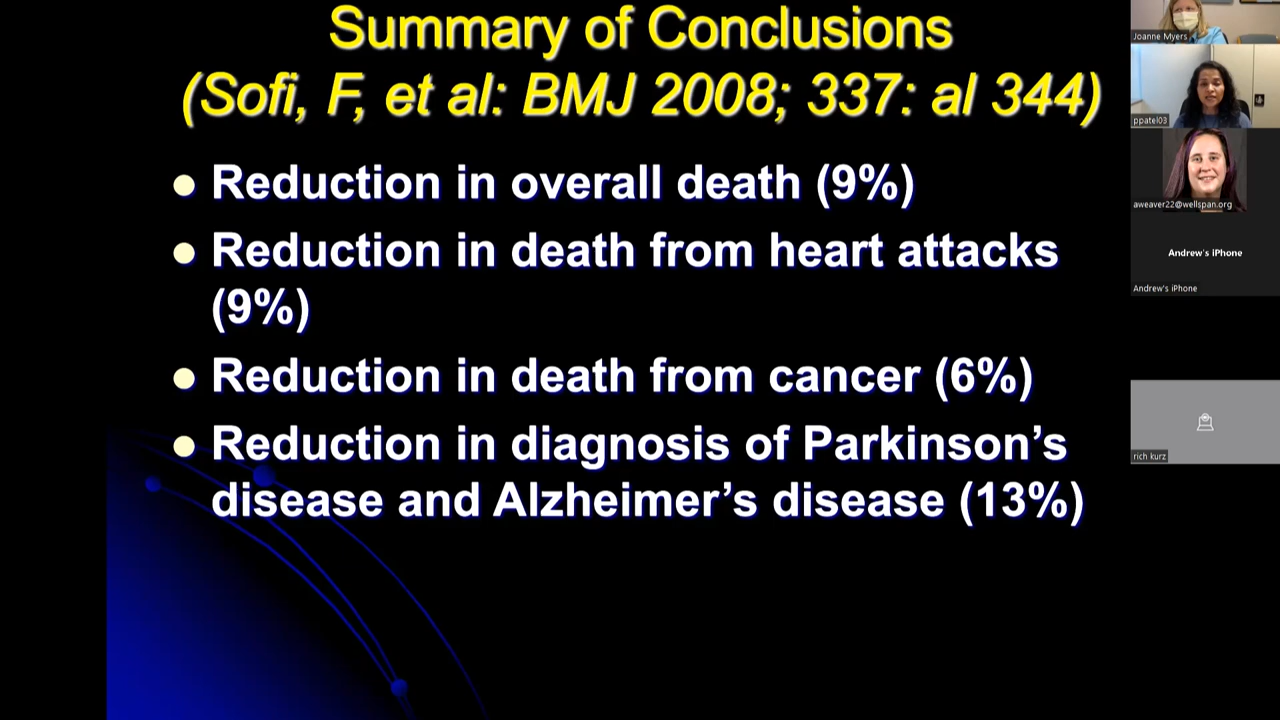 Summary of Conclusions
(Sofi, F, et al: BMJ 2008; 337: al 344)
Reduction in overall death (9%)
Reduction in death from heart attacks
(9%)
Reduction in death from cancer (6%)
Reduction in diagnosis of Parkinson’s
disease and Alzheimer’s disease (13%)
Joanne Myers
ppatel03
aweaver22@wellspan.org
Andrew's iPhone
Andrew's iPhone
rich kurz